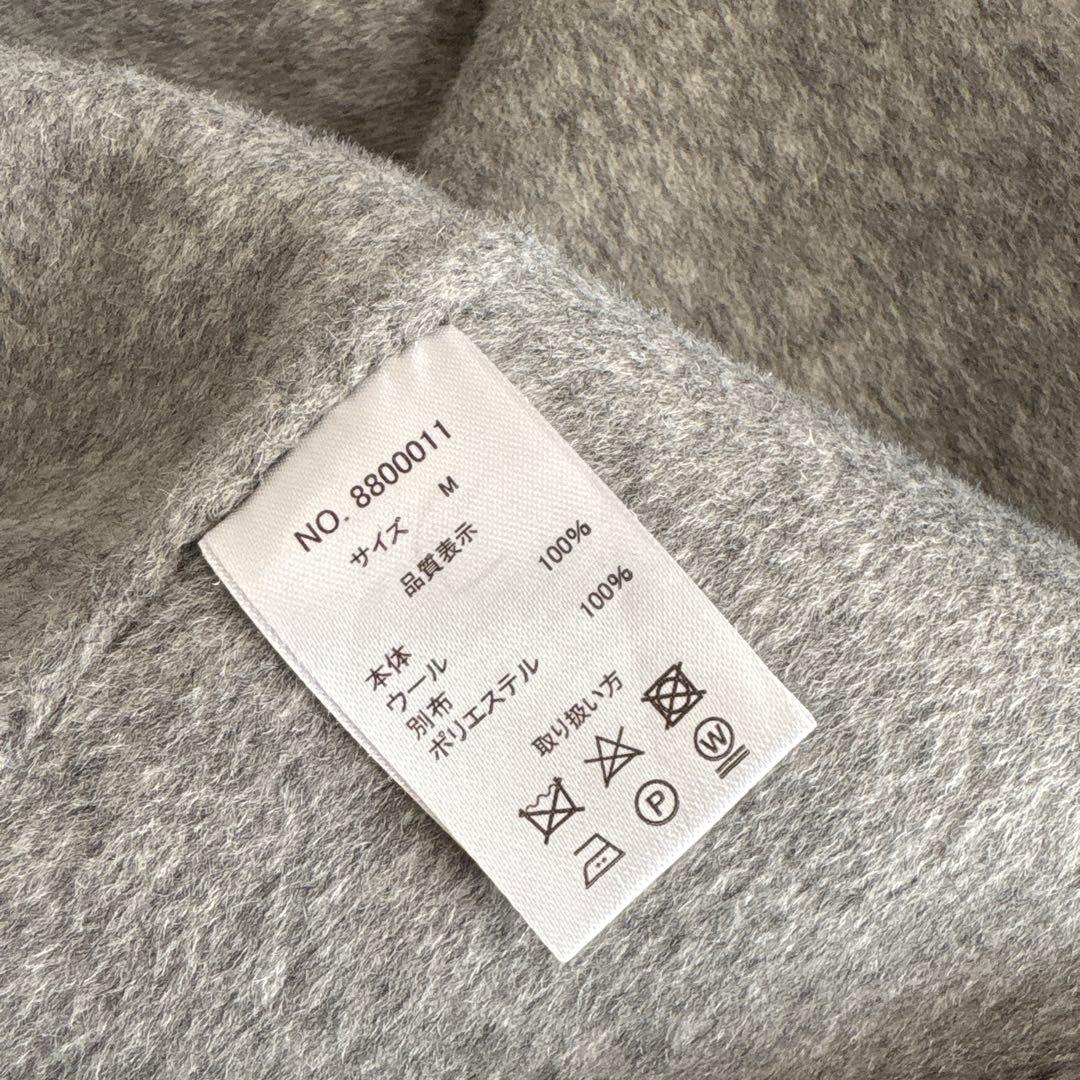 NO. 8800011
サイズ M
品質表示
本体
ウール 100%
別布
ポリエステル 100%
取り扱い方
P W